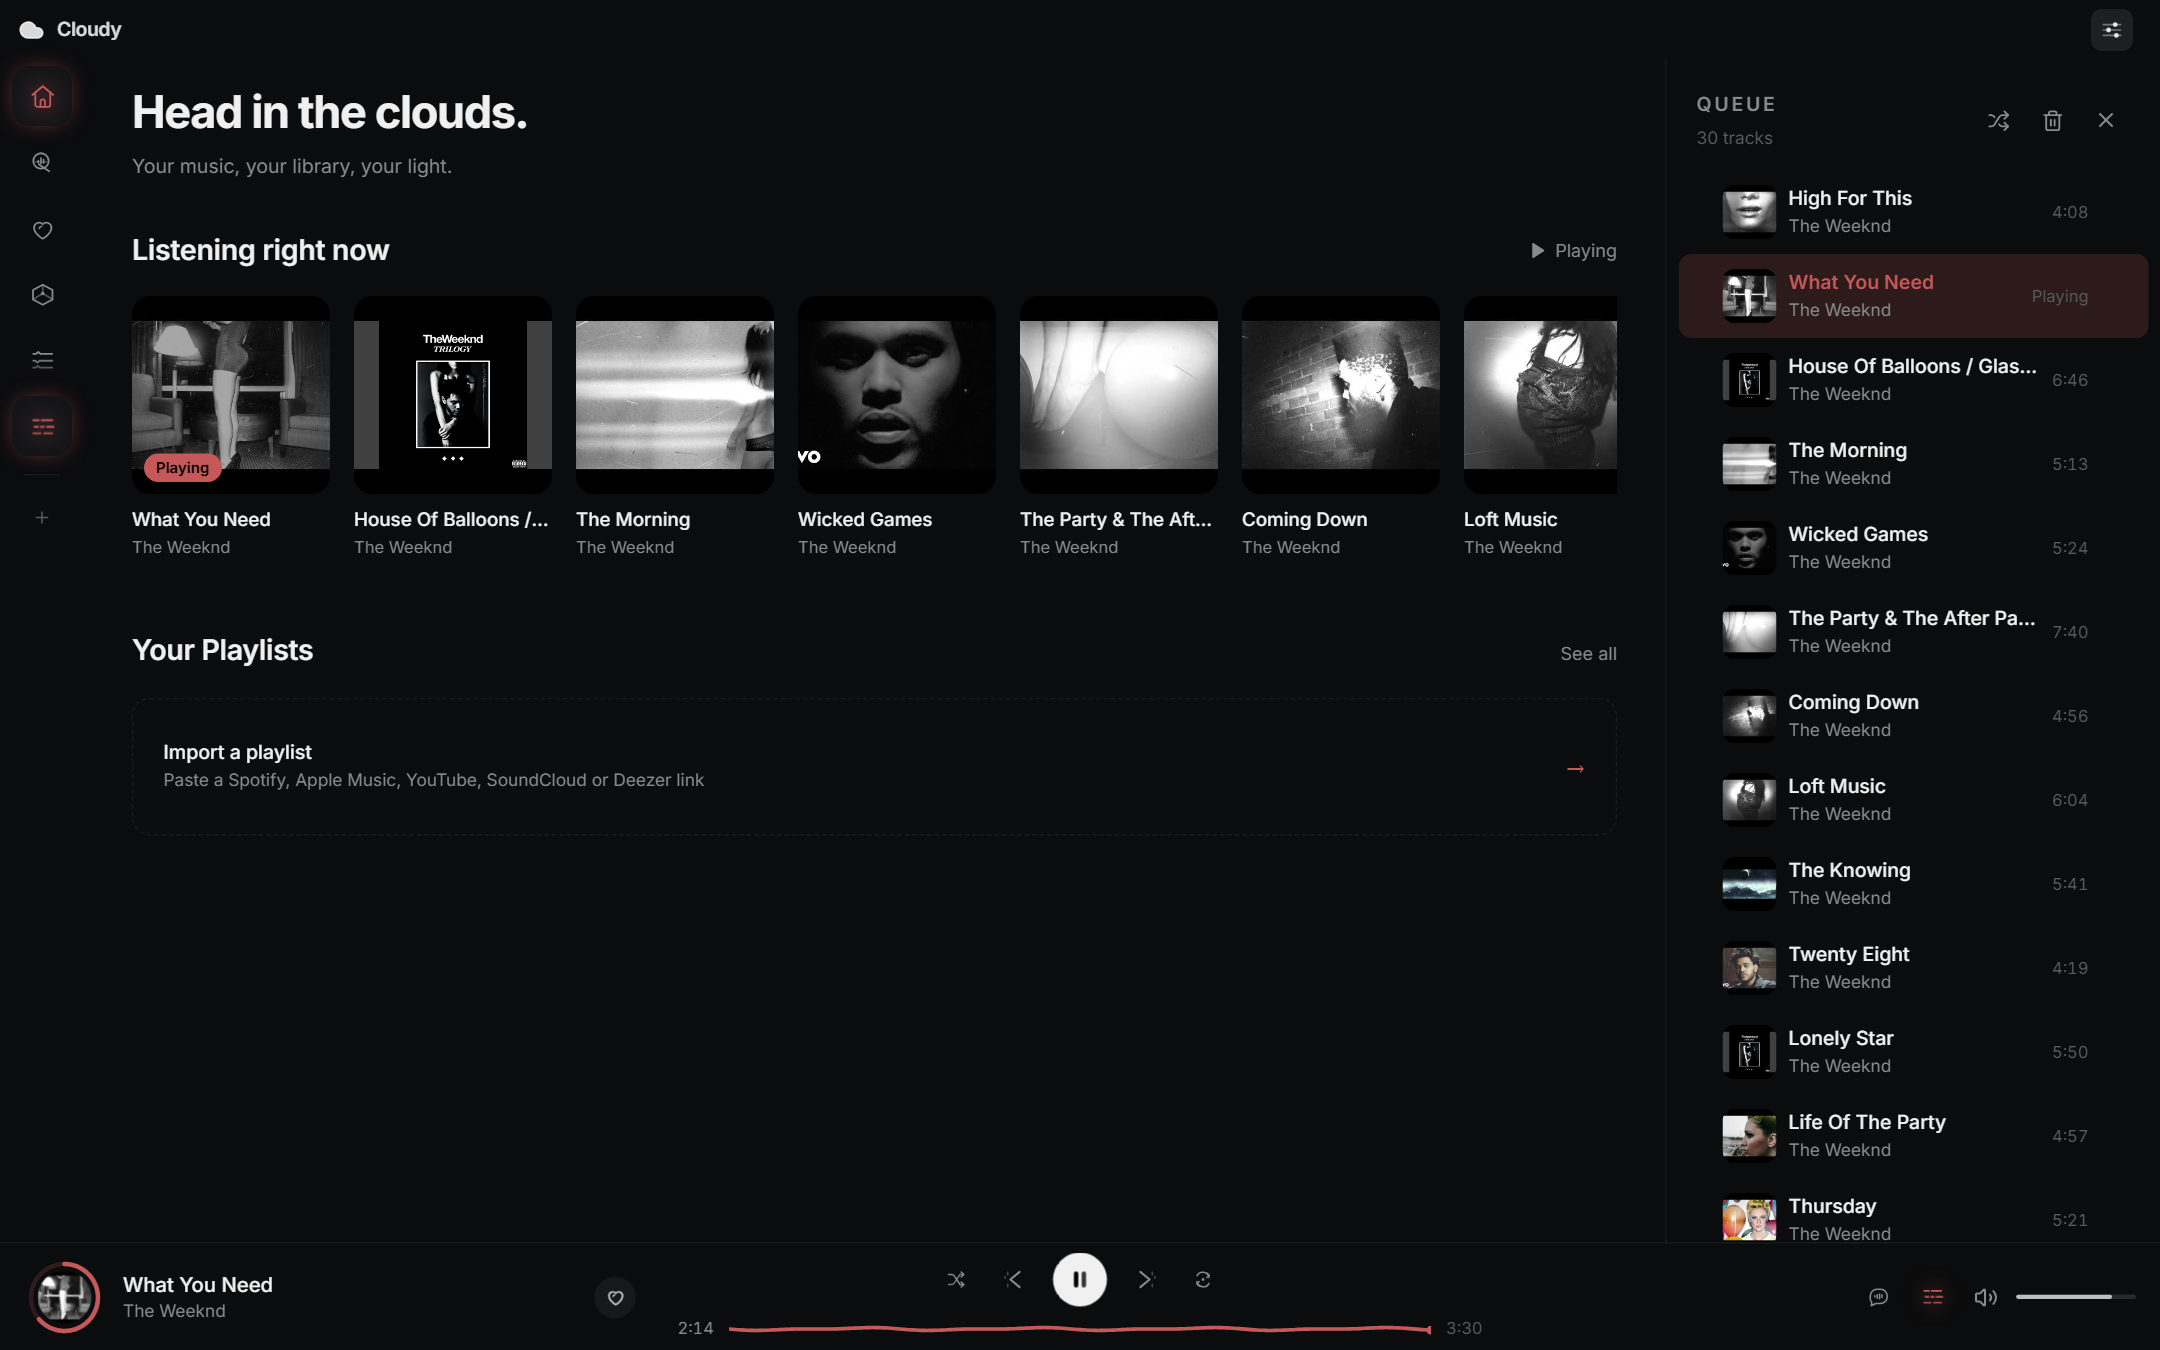 Cloudy
Head in the clouds.
Your music, your library, your light.
Listening right now
Playing
TheWeeknd
TRILOGY
VO
Playing
What You Need
The Weeknd
House Of Balloons /...
The Weeknd
The Morning
The Weeknd
Wicked Games
The Weeknd
The Party & The Aft...
The Weeknd
Coming Down
The Weeknd
Loft Music
The Weeknd
Your Playlists
See all
Import a playlist
Paste a Spotify, Apple Music, YouTube, SoundCloud or Deezer link
→
QUEUE
30 tracks
High For This
The Weeknd
4:08
What You Need
The Weeknd
Playing
House Of Balloons / Glas...
The Weeknd
6:46
The Morning
The Weeknd
5:13
Wicked Games
The Weeknd
5:24
The Party & The After Pa...
The Weeknd
7:40
Coming Down
The Weeknd
4:56
Loft Music
The Weeknd
6:04
The Knowing
The Weeknd
5:41
Twenty Eight
The Weeknd
4:19
Lonely Star
The Weeknd
5:50
Life Of The Party
The Weeknd
4:57
Thursday
The Weeknd
5:21
What You Need
The Weeknd
2:14
3:30